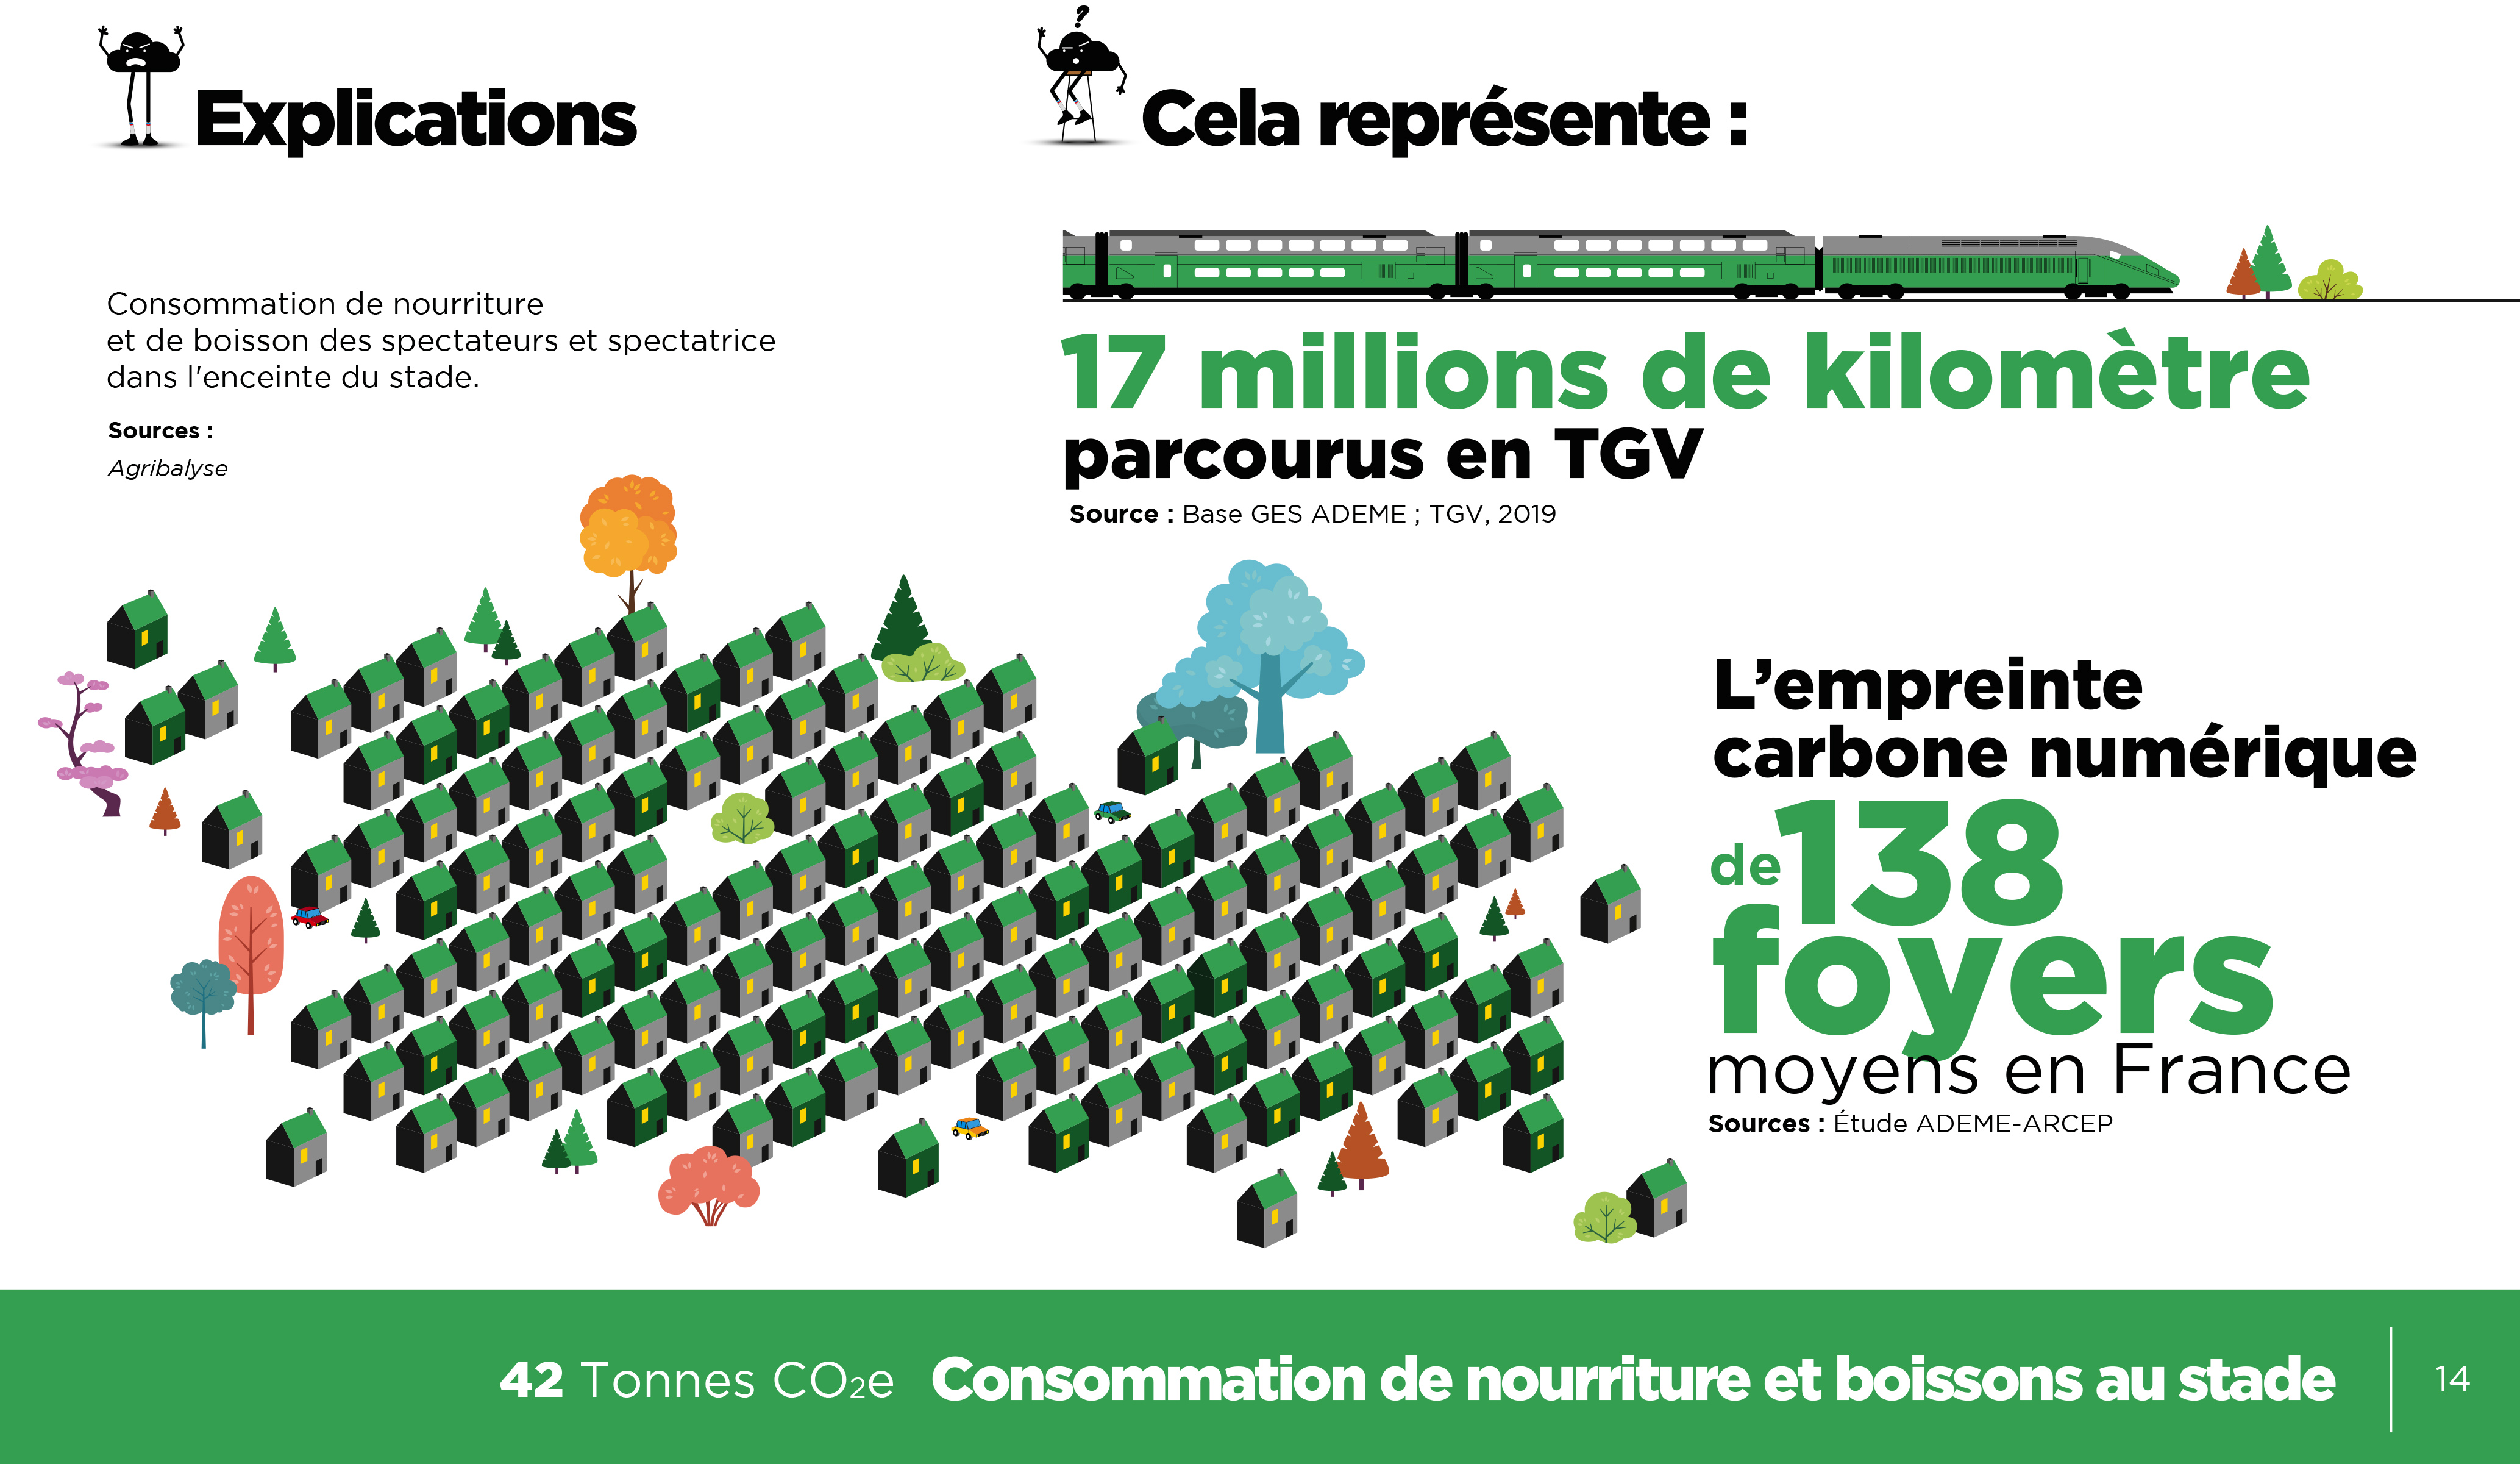 Explications
Consommation de nourriture
et de boisson des spectateurs et spectatrice
dans l'enceinte du stade.
Sources :
Agribalyse
?
Cela représente :
17 millions de kilomètre
parcourus en TGV
Source : Base GES ADEME ; TGV, 2019
L’empreinte
carbone numérique
de 138
foyers
moyens en France
Sources : Étude ADEME-ARCEP
42 Tonnes CO₂e Consommation de nourriture et boissons au stade
14